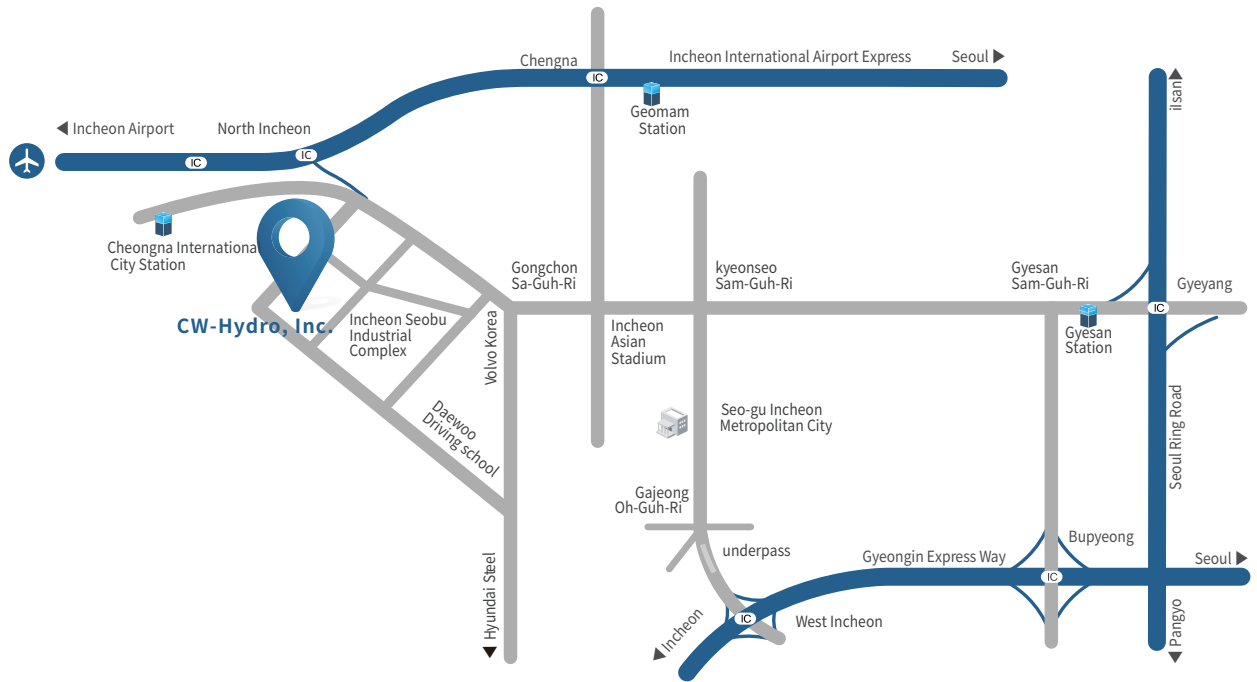 Chengna
IC
Incheon International Airport Express
Seoul ▶
Geomam
Station
ilsan
◀ Incheon Airport
North Incheon
IC
IC
Cheongna International
City Station
CW-Hydro, Inc.
Incheon Seobu
Industrial
Complex
Volvo Korea
Daewoo
Driving school
Hyundai Steel
Gongchon
Sa-Guh-Ri
Incheon
Asian
Stadium
kyeonseo
Sam-Guh-Ri
Gyesan
Sam-Guh-Ri
Gyeyang
IC
Gyesan
Station
Seo-gu Incheon
Metropolitan City
Seoul Ring Road
Gajeong
Oh-Guh-Ri
underpass
Gyeongin Express Way
Bupyeong
IC
Seoul ▶
IC
West Incheon
Incheon
Pangyo